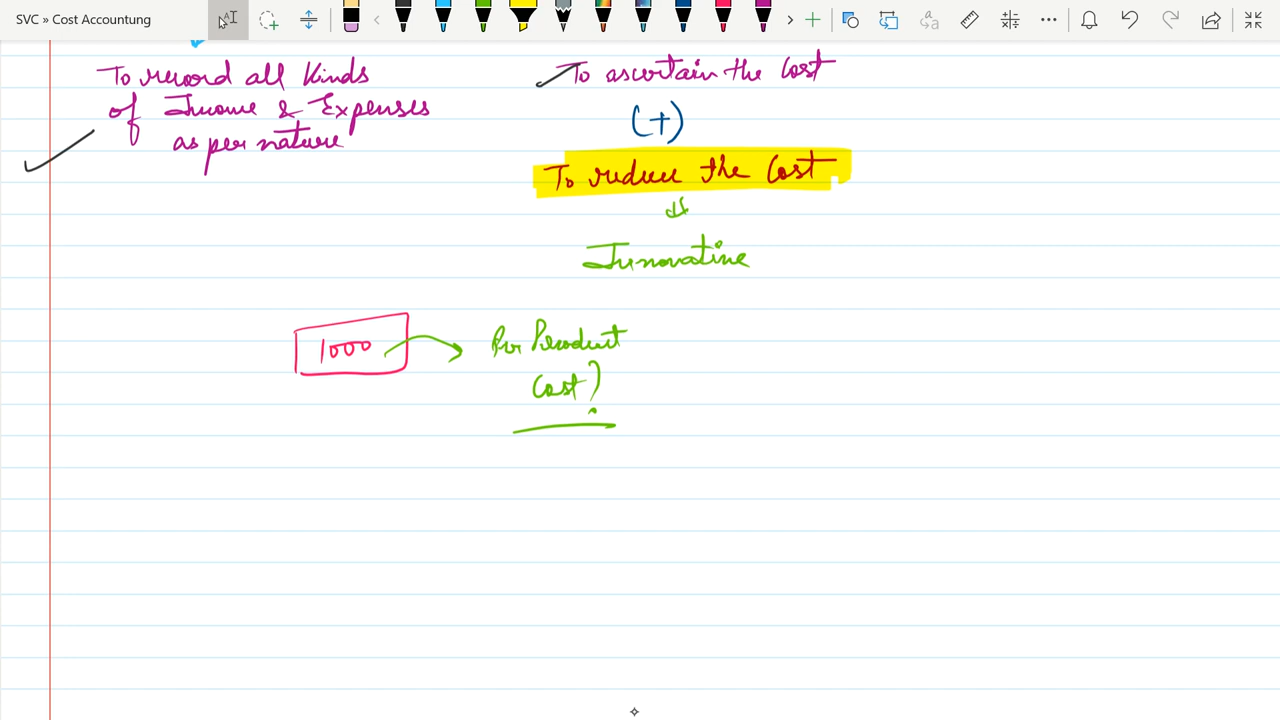 SVC » Cost Accountung
To record all kinds
of Income & Expenses
as per nature
To ascertain the Cost
(+)
To reduce the Cost
Innovative
1000
Per Product
Cost?